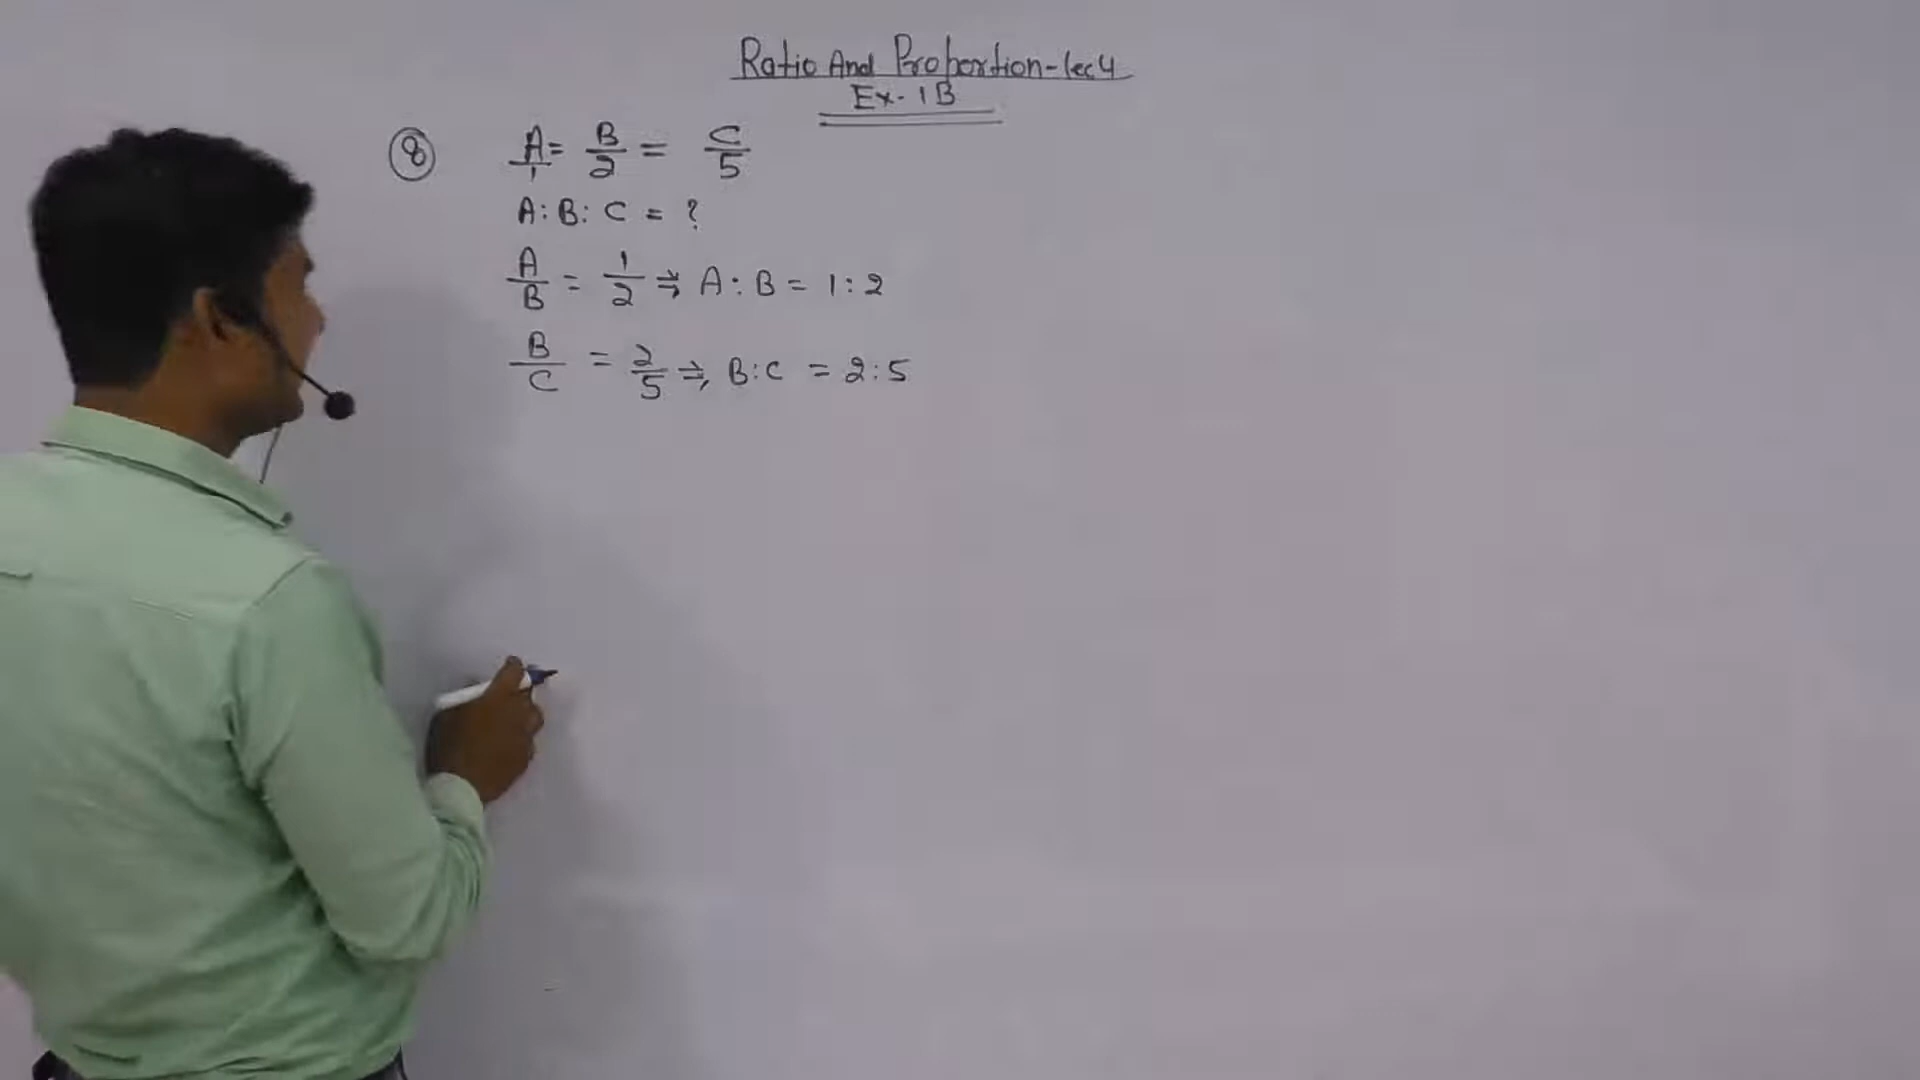 Ratio And Proportion-lec 4
Ex-1B
8 A/1 = B/2 = C/5
A:B:C = ?
A/B = 1/2 ⇒ A:B = 1:2
B/C = 2/5 ⇒, B:C = 2:5